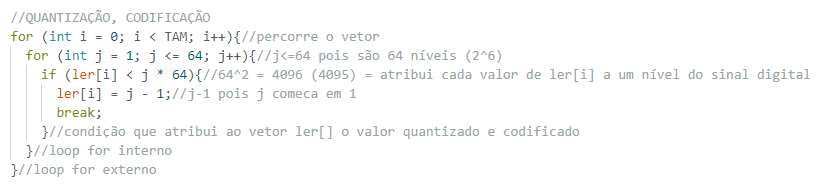 //QUANTIZAÇÃO, CODIFICAÇÃO
for (int i = 0; i < TAM; i++){//percorre o vetor
  for (int j = 1; j <= 64; j++){//j<=64 pois são 64 níveis (2^6)
    if (ler[i] < j * 64){//64^2 = 4096 (4095) = atribui cada valor de ler[i] a um nível do sinal digital
      ler[i] = j - 1;//j-1 pois j comeca em 1
      break;
    }//condição que atribui ao vetor ler[] o valor quantizado e codificado
  }//loop for interno
}//loop for externo